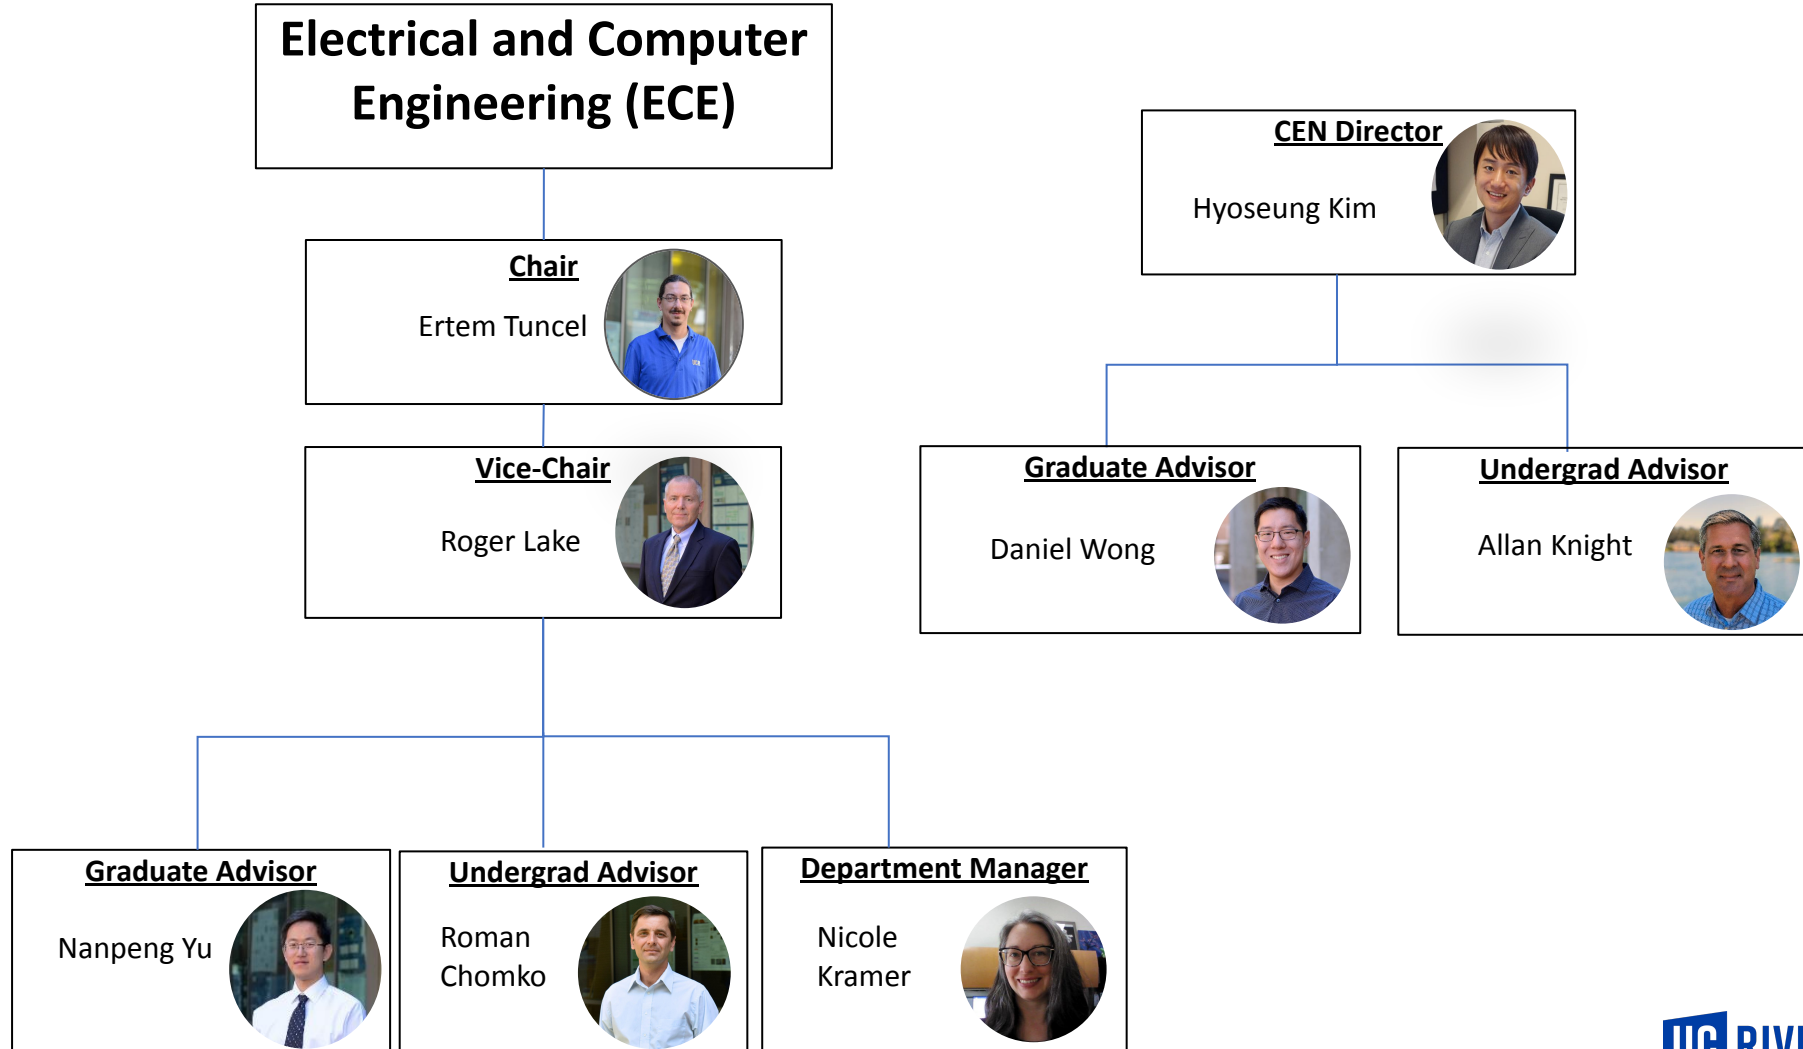 Electrical and Computer
Engineering (ECE)
CEN Director
Hyoseung Kim
Chair
Ertem Tuncel
Vice-Chair
Roger Lake
Graduate Advisor
Daniel Wong
Undergrad Advisor
Allan Knight
Graduate Advisor
Nanpeng Yu
Undergrad Advisor
Roman
Chomko
Department Manager
Nicole
Kramer